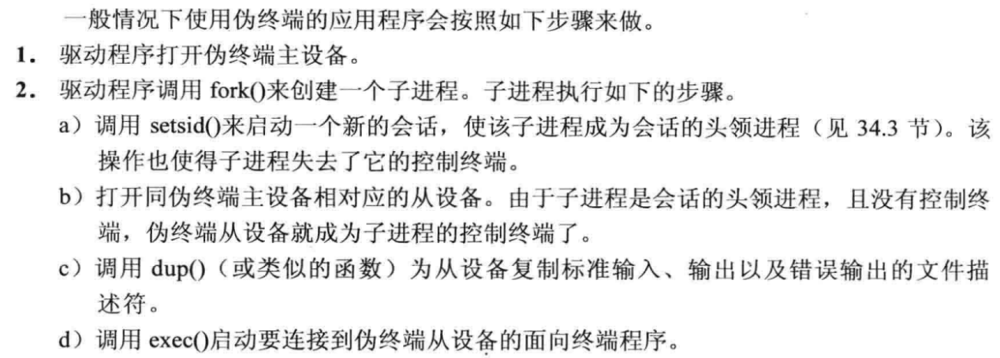 一般情况下使用伪终端的应用程序会按照如下步骤来做。
1. 驱动程序打开伪终端主设备。
2. 驱动程序调用 fork()来创建一个子进程。子进程执行如下的步骤。
a）调用 setsid()来启动一个新的会话，使该子进程成为会话的头领进程（见 34.3 节）。该
操作也使得子进程失去了它的控制终端。
b）打开同伪终端主设备相对应的从设备。由于子进程是会话的头领进程，且没有控制终
端，伪终端从设备就成为子进程的控制终端了。
c）调用 dup()（或类似的函数）为从设备复制标准输入、输出以及错误输出的文件描
述符。
d）调用 exec()启动要连接到伪终端从设备的面向终端程序。